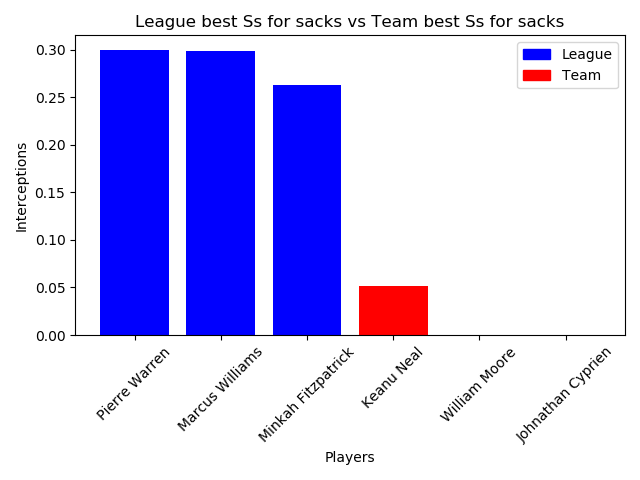 League best Ss for sacks vs Team best Ss for sacks
League
Team
Interceptions
0.30
0.25
0.20
0.15
0.10
0.05
0.00
Pierre Warren
Marcus Williams
Minkah Fitzpatrick
Keanu Neal
William Moore
Johnathan Cyprien
Players